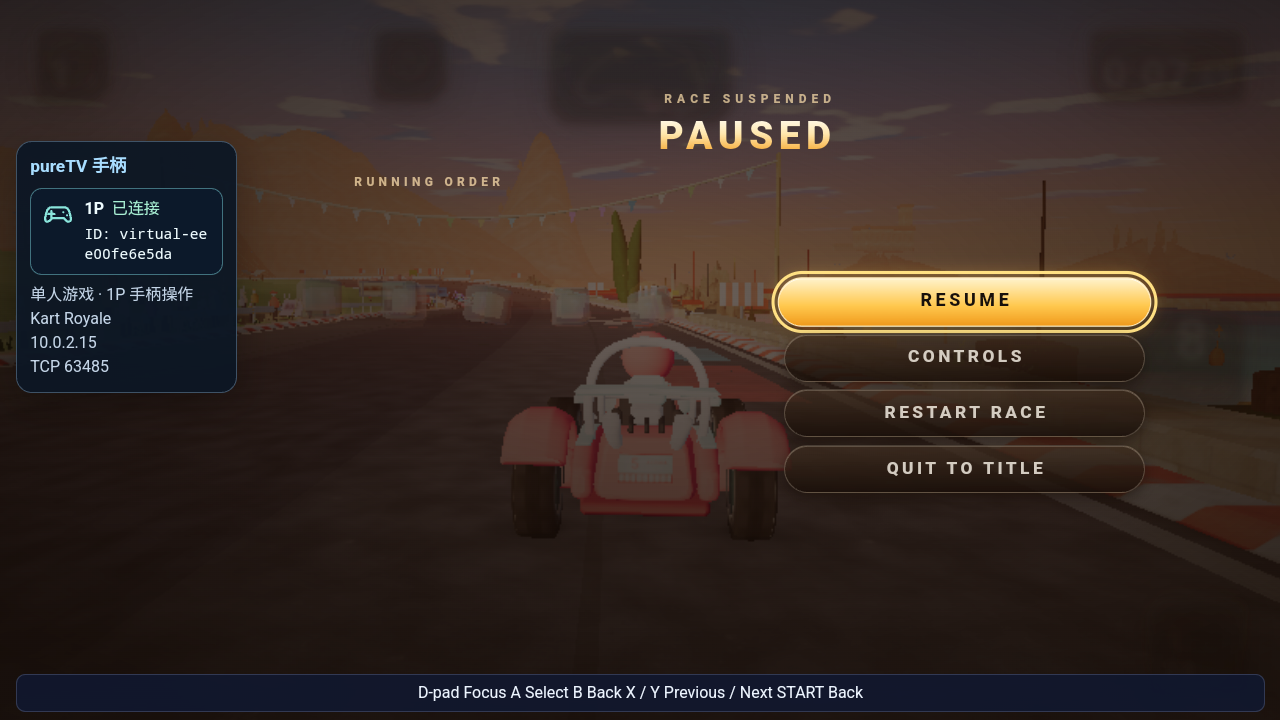 RACE SUSPENDED
PAUSED
RUNNING ORDER
pureTV 手柄
1P 已连接
ID: virtual-ee
e00fe6e5da
单人游戏 · 1P 手柄操作
Kart Royale
10.0.2.15
TCP 63485
RESUME
CONTROLS
RESTART RACE
QUIT TO TITLE
D-pad Focus A Select B Back X / Y Previous / Next START Back